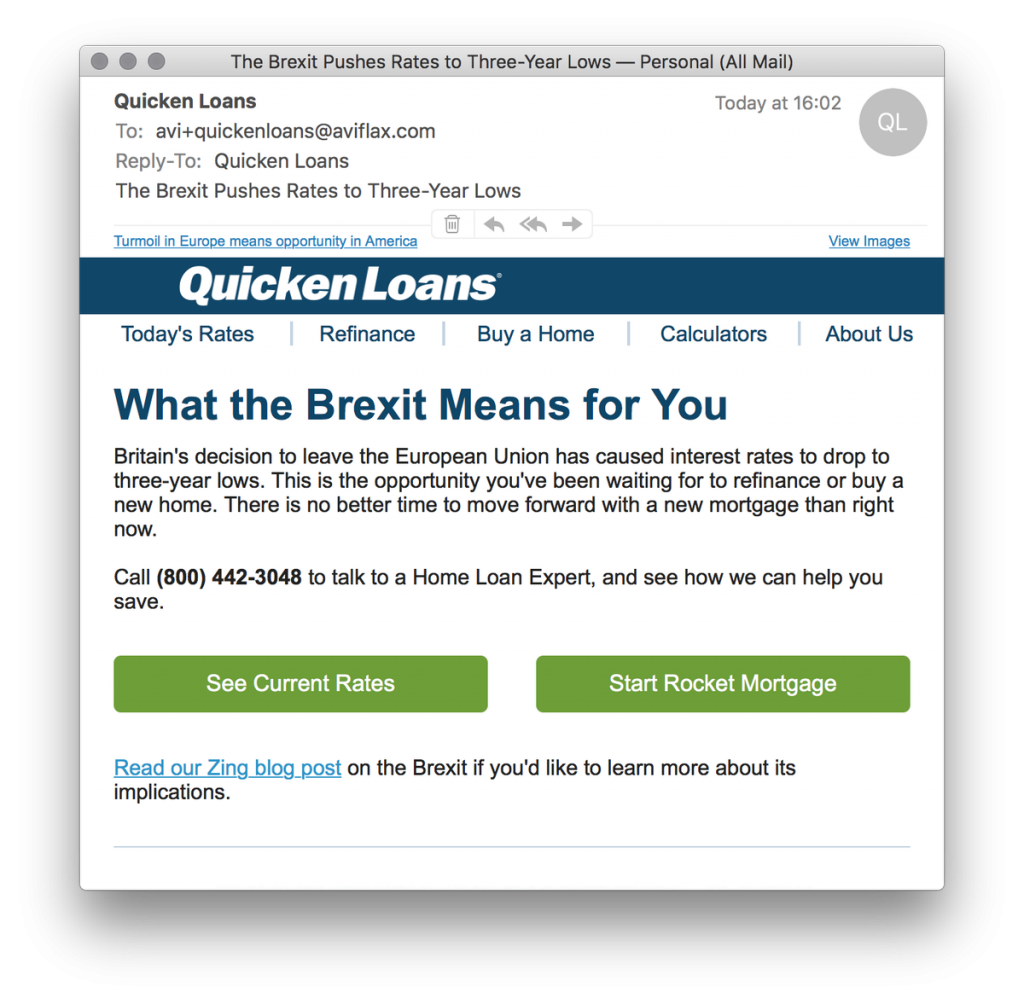 The Brexit Pushes Rates to Three-Year Lows — Personal (All Mail)
Quicken Loans
Today at 16:02
QL
To: avi+quickenloans@aviflax.com
Reply-To: Quicken Loans
The Brexit Pushes Rates to Three-Year Lows
Turmoil in Europe means opportunity in America
View Images
Quicken Loans®
Today's Rates | Refinance | Buy a Home | Calculators | About Us
What the Brexit Means for You
Britain's decision to leave the European Union has caused interest rates to drop to
three-year lows. This is the opportunity you've been waiting for to refinance or buy a
new home. There is no better time to move forward with a new mortgage than right
now.
Call (800) 442-3048 to talk to a Home Loan Expert, and see how we can help you
save.
See Current Rates
Start Rocket Mortgage
Read our Zing blog post on the Brexit if you'd like to learn more about its
implications.